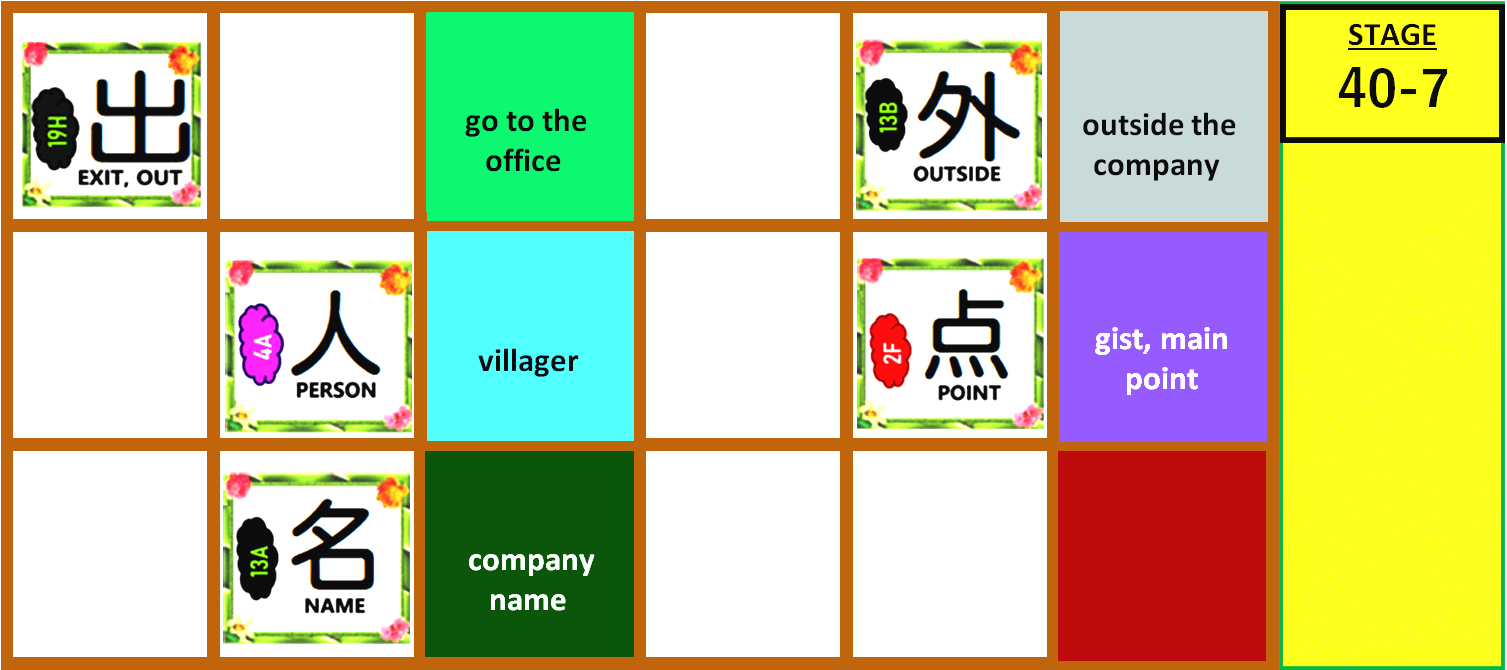 19H
出
EXIT, OUT
go to the
office
13B
外
OUTSIDE
outside the
company
STAGE
40-7
4A
人
PERSON
villager
2F
点
POINT
gist, main
point
13A
名
NAME
company
name